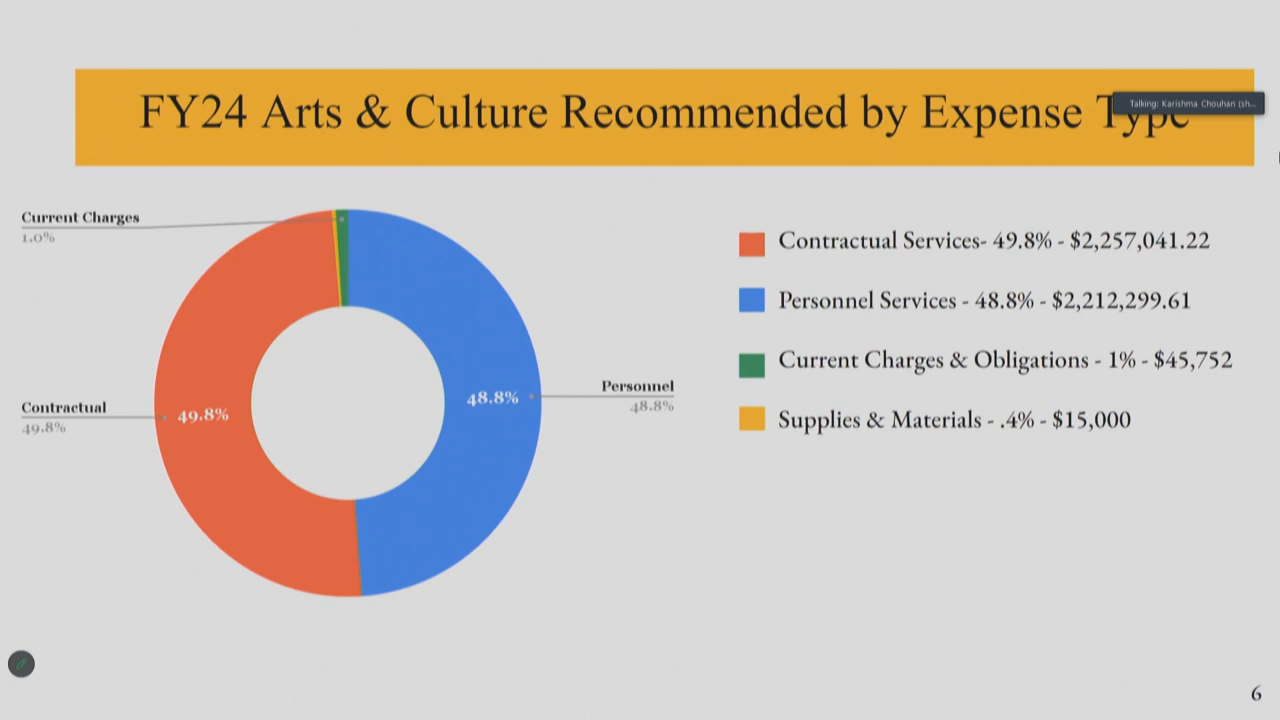 FY24 Arts & Culture Recommended by Expense Type
Talking: Karishma Chouhan (sh...
Current Charges
1.0%
Contractual Services- 49.8% - $2,257,041.22
Personnel Services - 48.8% - $2,212,299.61
Current Charges & Obligations - 1% - $45,752
Supplies & Materials - .4% - $15,000
Contractual
49.8%
49.8%
48.8%
Personnel
48.8%
6